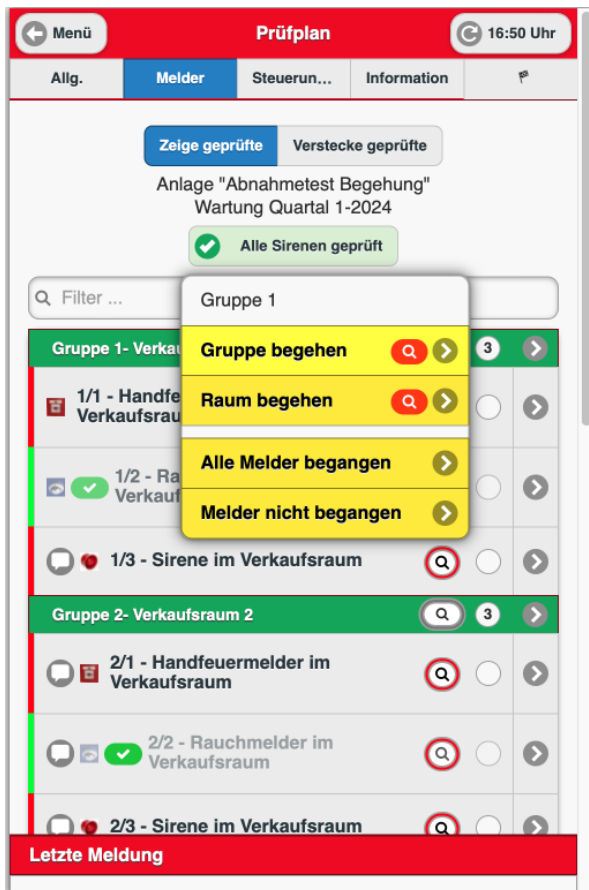 Menü
Prüfplan
16:50 Uhr
Allg.
Melder
Steuerun...
Information
Zeige geprüfte
Verstecke geprüfte
Anlage "Abnahmetest Begehung"
Wartung Quartal 1-2024
Alle Sirenen geprüft
Filter ...
Gruppe 1
Gruppe begehen
Raum begehen
Alle Melder begangen
Melder nicht begangen
Gruppe 1- Verkau
3
1/1 - Handfe
Verkaufsrau
1/2 - Ra
Verkauf
1/3 - Sirene im Verkaufsraum
Gruppe 2- Verkaufsraum 2
3
2/1 - Handfeuermelder im
Verkaufsraum
2/2 - Rauchmelder im
Verkaufsraum
2/3 - Sirene im Verkaufsraum
Letzte Meldung